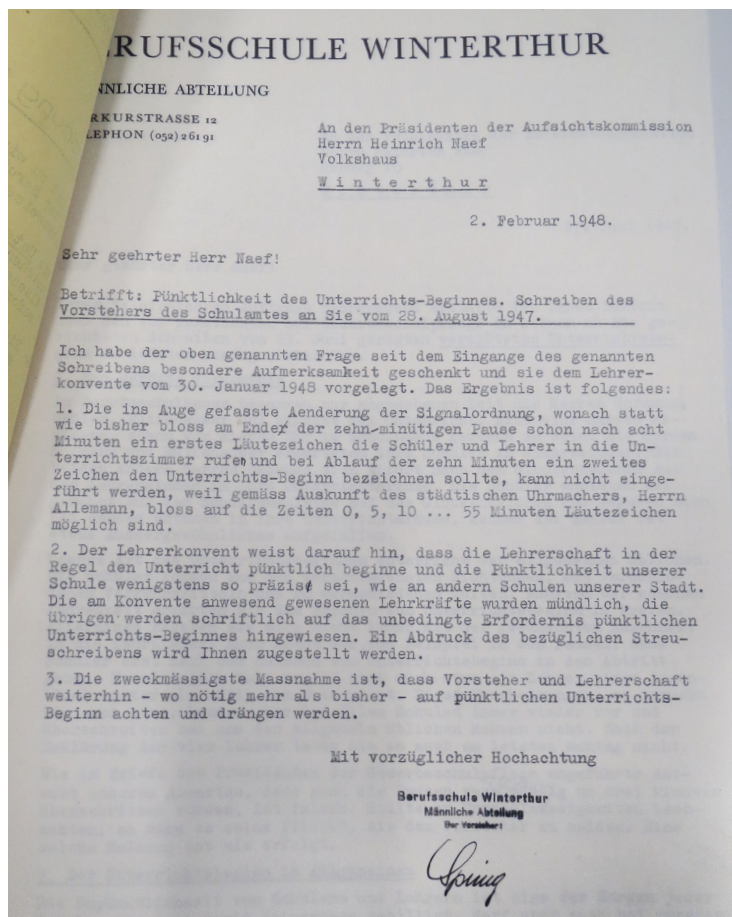 RUFSSCHULE WINTERTHUR
NNLICHE ABTEILUNG
RKURSTRASSE 12
LEPHON (052) 2 61 91
An den Präsidenten der Aufsichtskommission
Herrn Heinrich Naef
Volkshaus
Winterthur
2. Februar 1948.
Sehr geehrter Herr Naef!
Betrifft: Pünktlichkeit des Unterrichts-Beginnes. Schreiben des
Vorstehers des Schulamtes an Sie vom 28. August 1947.
Ich habe der oben genannten Frage seit dem Eingange des genannten
Schreibens besondere Aufmerksamkeit geschenkt und sie dem Lehrer-
konvente vom 30. Januar 1948 vorgelegt. Das Ergebnis ist folgendes:
1. Die ins Auge gefasste Aenderung der Signalordnung, wonach statt
wie bisher bloss am Ende der zehn-minütigen Pause schon nach acht
Minuten ein erstes Läutezeichen die Schüler und Lehrer in die Un-
terrichtszimmer rufen und bei Ablauf der zehn Minuten ein zweites
Zeichen den Unterrichts-Beginn bezeichnen sollte, kann nicht einge-
führt werden, weil gemäss Auskunft des städtischen Uhrmachers, Herrn
Allemann, bloss auf die Zeiten 0, 5, 10 ... 55 Minuten Läutezeichen
möglich sind.
2. Der Lehrerkonvent weist darauf hin, dass die Lehrerschaft in der
Regel den Unterricht pünktlich beginne und die Pünktlichkeit unserer
Schule wenigstens so präzis sei, wie an andern Schulen unserer Stadt.
Die am Konvente anwesend gewesenen Lehrkräfte wurden mündlich, die
übrigen werden schriftlich auf das unbedingte Erfordernis pünktlichen
Unterrichts-Beginnes hingewiesen. Ein Abdruck des bezüglichen Streu-
schreibens wird Ihnen zugestellt werden.
3. Die zweckmässigste Massnahme ist, dass Vorsteher und Lehrerschaft
weiterhin - wo nötig mehr als bisher - auf pünktlichen Unterrichts-
Beginn achten und drängen werden.
Mit vorzüglicher Hochachtung
Berufsschule Winterthur
Männliche Abteilung
Der Vorsteher: